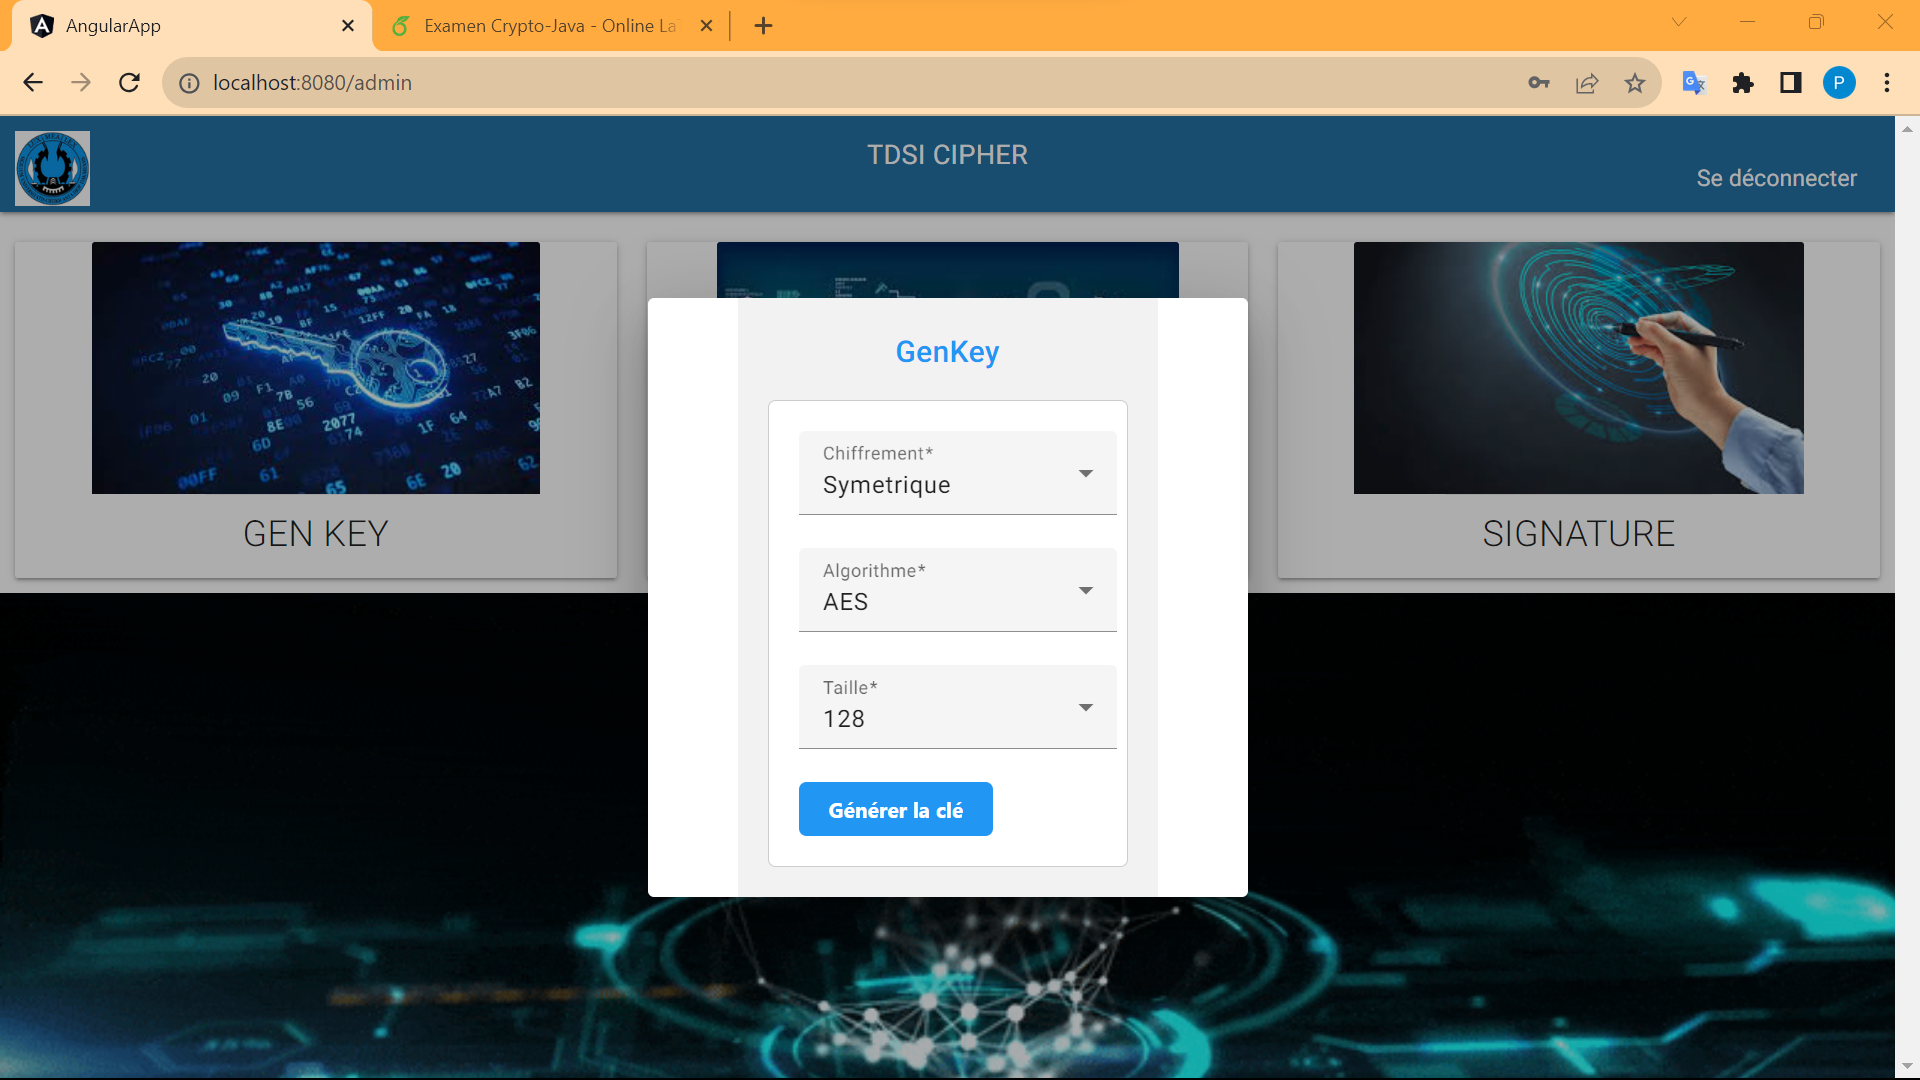 AngularApp
Examen Crypto-Java - Online La
localhost:8080/admin
P
TDSI CIPHER
Se déconnecter
GenKey
Chiffrement*
Symetrique
Algorithme*
AES
Taille*
128
Générer la clé
GEN KEY
SIGNATURE